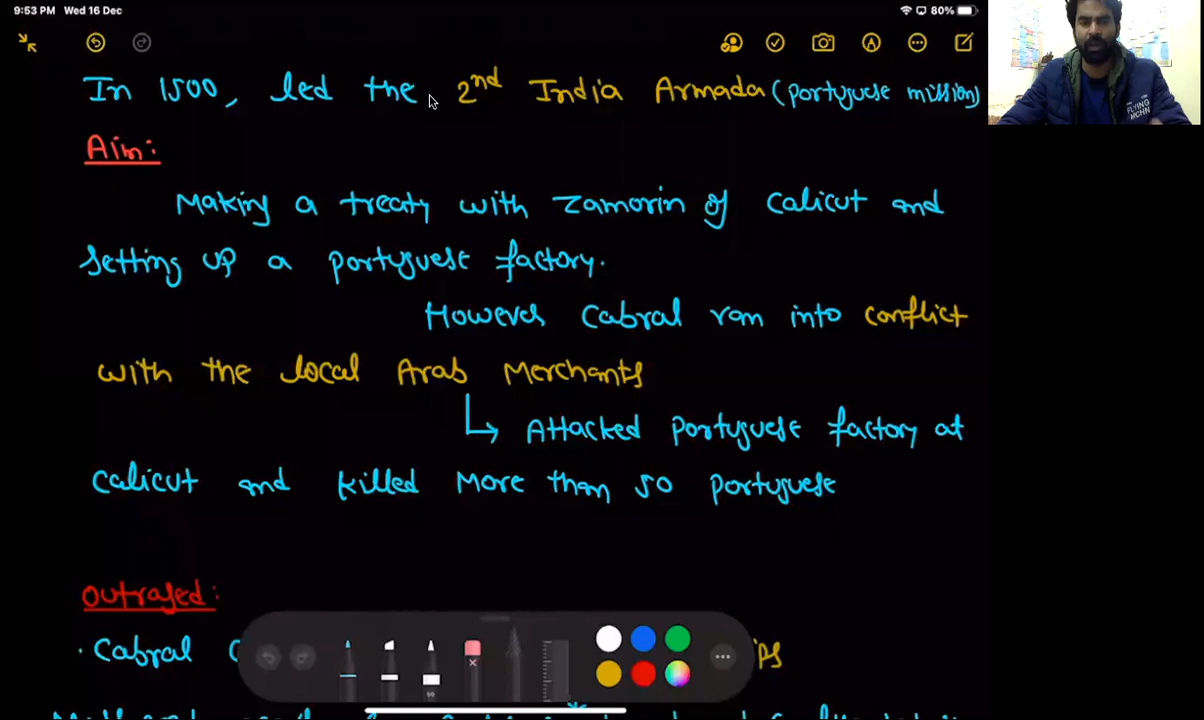 9:53 PM Wed 16 Dec
80%
In 1500, led the 2nd India Armada (portuguese mission)
Aim:
Making a treaty with Zamorin of calicut and
setting up a portuguese factory.
However Cabral ran into conflict
with the local Arab Merchants
↳ Attacked portuguese factory at
calicut and killed more than 50 portuguese
FLYING
MCHN
outraged:
· Cabral